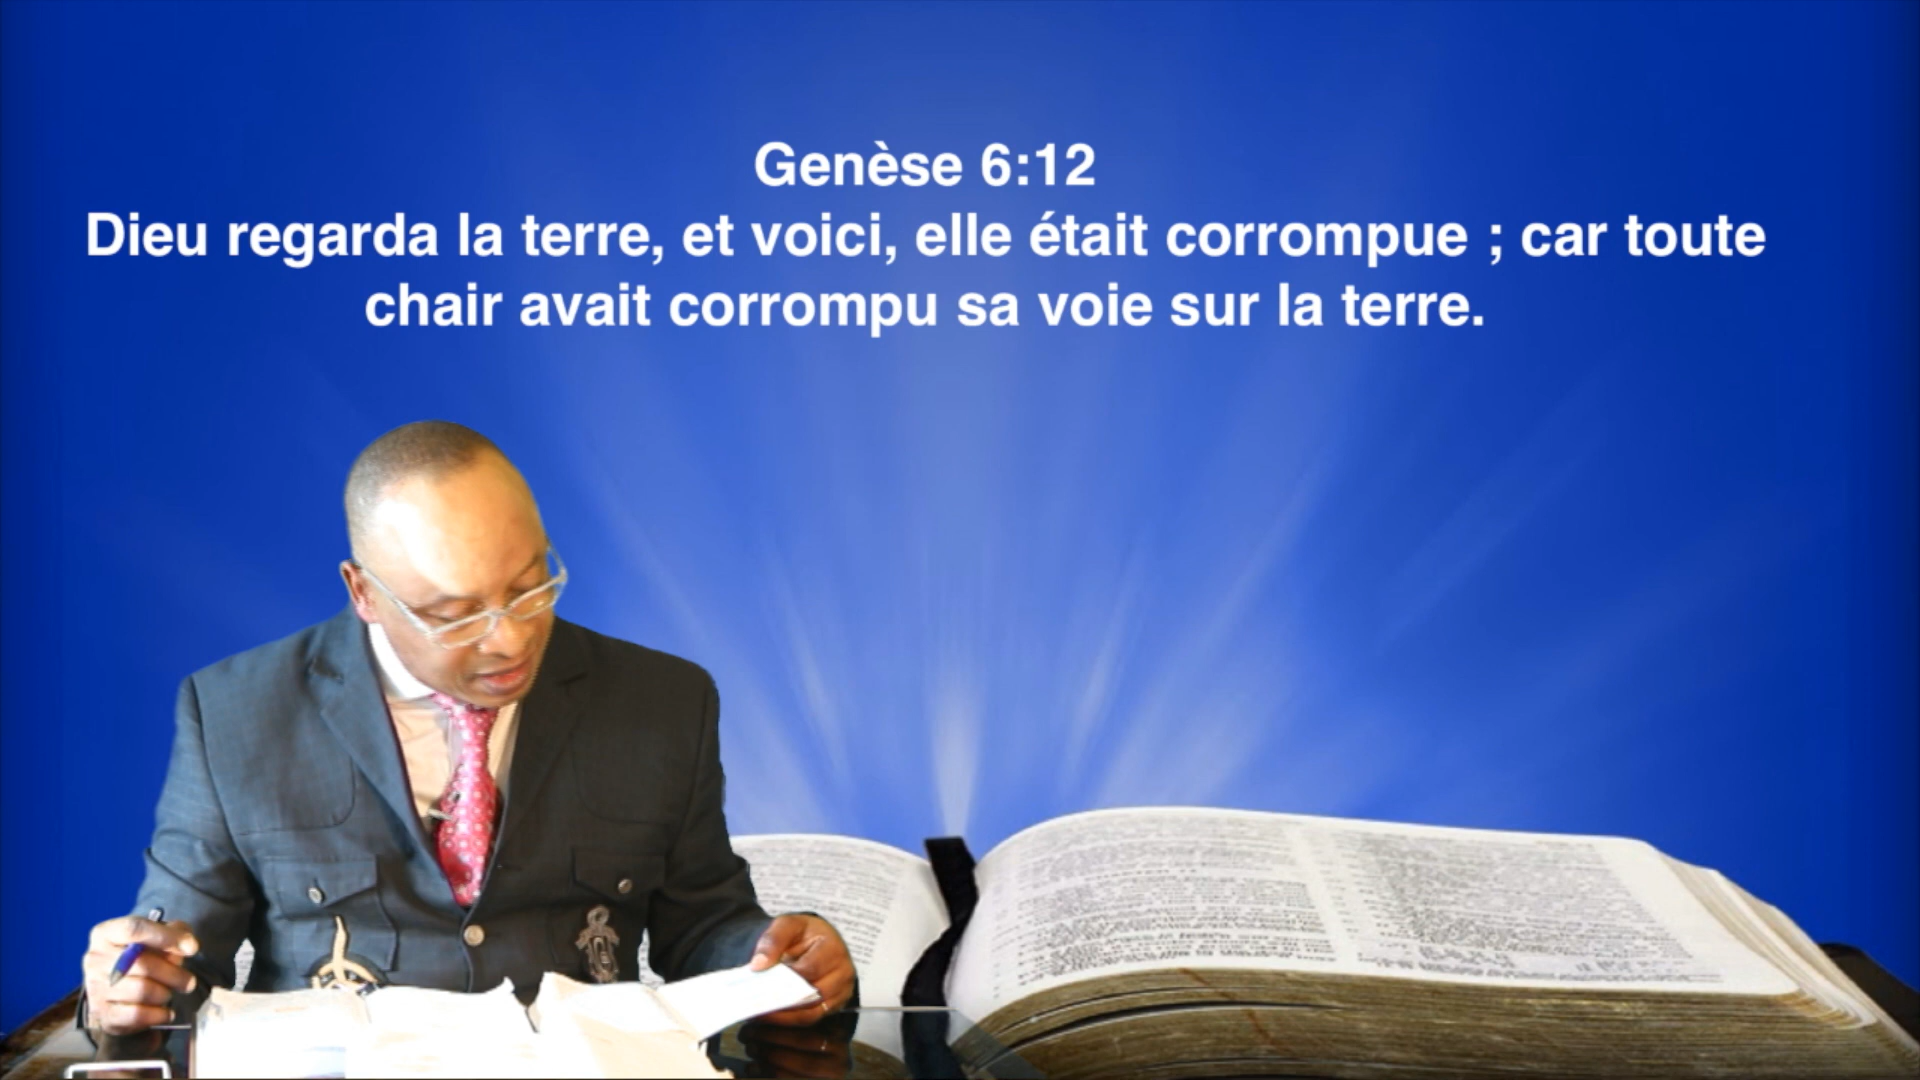 Genèse 6:12
Dieu regarda la terre, et voici, elle était corrompue ; car toute
chair avait corrompu sa voie sur la terre.